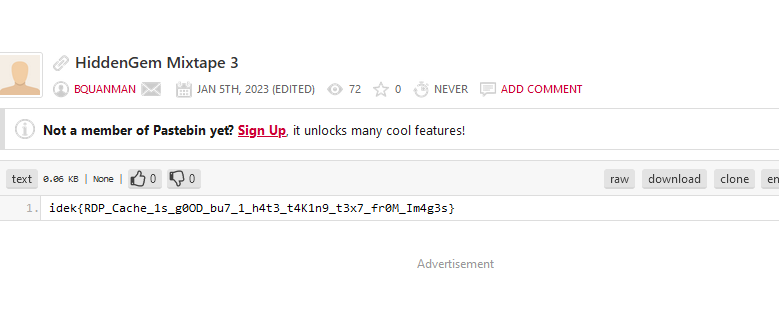 HiddenGem Mixtape 3
BQUANMAN JAN 5TH, 2023 (EDITED) 72 0 NEVER ADD COMMENT
Not a member of Pastebin yet? Sign Up, it unlocks many cool features!
text 0.06 KB | None | 0 0 raw download clone em
1. idek{RDP_Cache_1s_g0OD_bu7_1_h4t3_t4K1n9_t3x7_fr0M_Im4g3s}
Advertisement